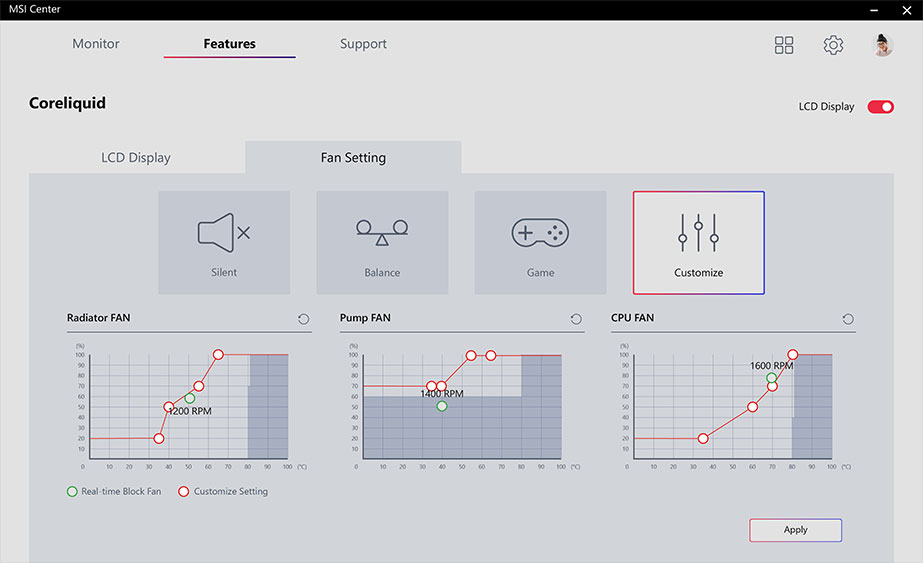 MSI Center
Monitor Features Support
Coreliquid
LCD Display
LCD Display Fan Setting
Silent Balance Game Customize
Radiator FAN Pump FAN CPU FAN
(%) (%) (%)
100 100 100
90 90 90
80 80 80
70 70 70
60 60 60
50 50 50
40 40 40
30 30 30
20 20 20
10 10 10
1200 RPM 1400 RPM 1600 RPM
0 10 20 30 40 50 60 70 80 90 100 (°C) 0 10 20 30 40 50 60 70 80 90 100 (°C) 0 10 20 30 40 50 60 70 80 90 100 (°C)
Real-time Block Fan Customize Setting
Apply